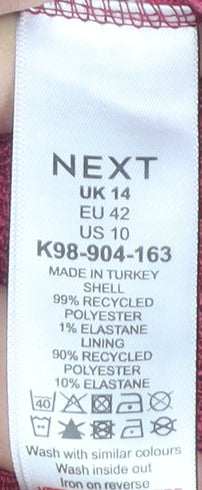 NEXT
UK 14
EU 42
US 10
K98-904-163
MADE IN TURKEY
SHELL
99% RECYCLED
POLYESTER
1% ELASTANE
LINING
90% RECYCLED
POLYESTER
10% ELASTANE
40
Wash with similar colours
Wash inside out
Iron on reverse